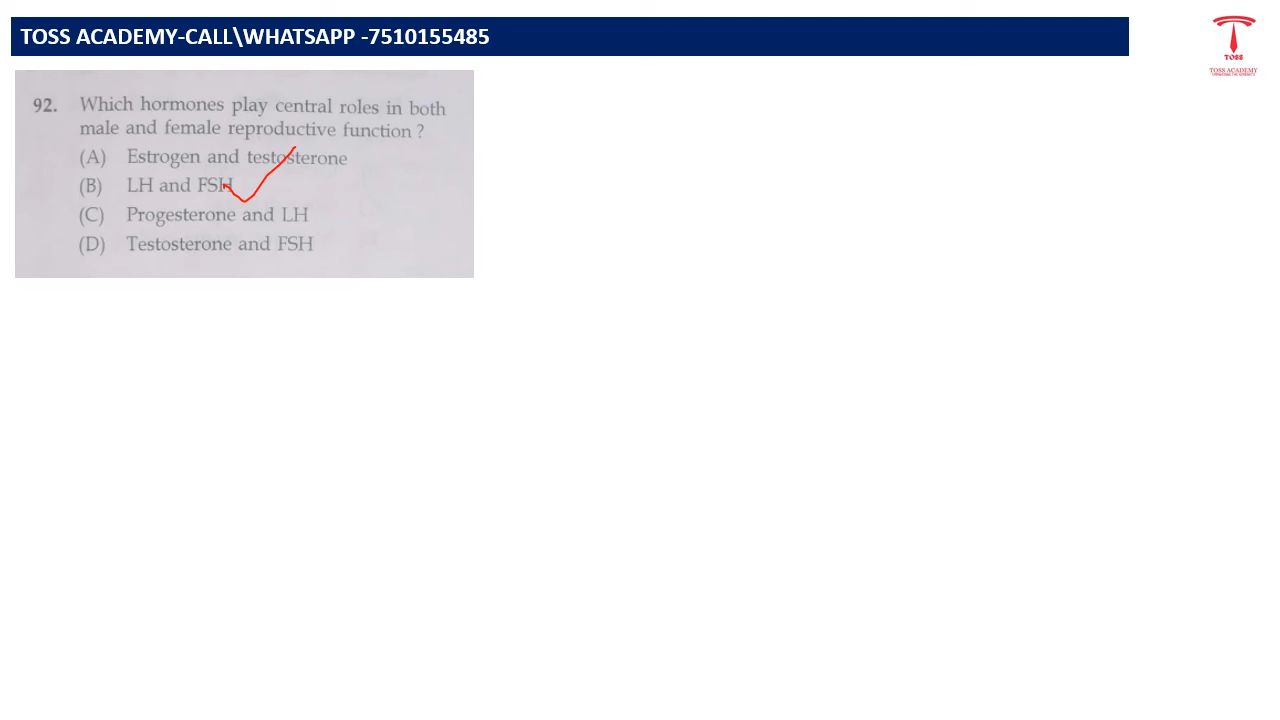 TOSS ACADEMY-CALL\WHATSAPP -7510155485
TOSS
TOSS ACADEMY
92. Which hormones play central roles in both
male and female reproductive function ?
(A) Estrogen and testosterone
(B) LH and FSH
(C) Progesterone and LH
(D) Testosterone and FSH